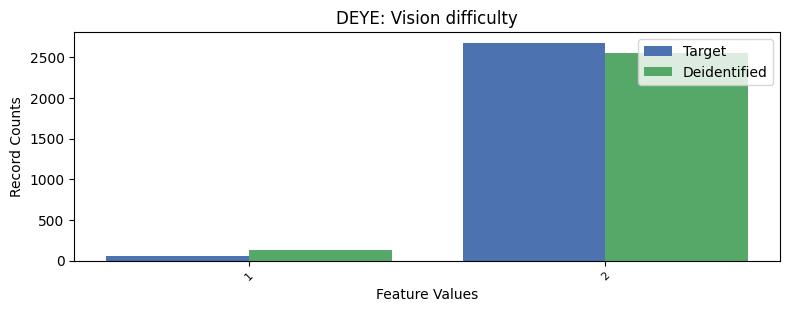 DEYE: Vision difficulty
Record Counts
2500
2000
1500
1000
500
0
Target
Deidentified
1
2
Feature Values